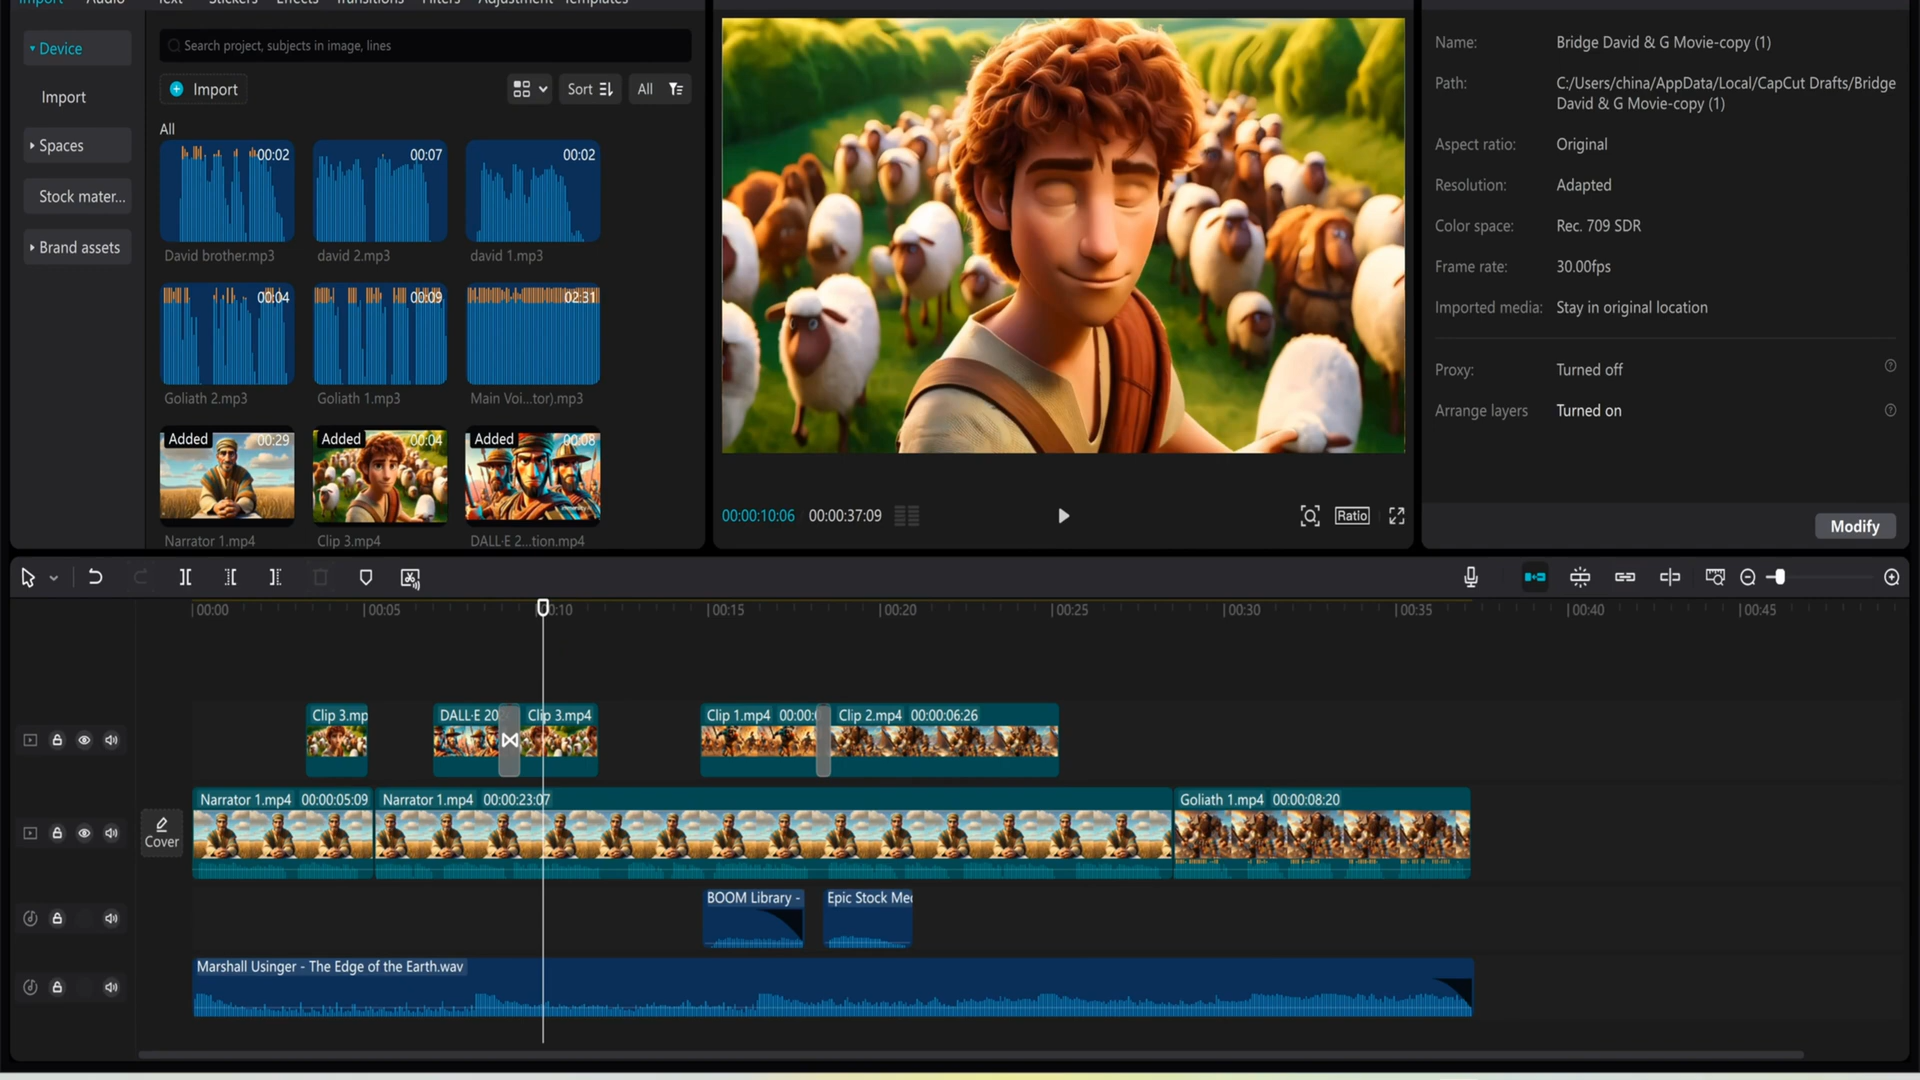 Import Audio Text Stickers Effects Transitions Filters Adjustment Templates
Device
Import
Spaces
Stock mater...
Brand assets
Search project, subjects in image, lines
Import
Sort
All
All
00:02
00:07
00:02
David brother.mp3
david 2.mp3
david 1.mp3
00:04
00:09
02:31
Goliath 2.mp3
Goliath 1.mp3
Main Voi...tor).mp3
Added
00:29
Added
00:04
Added
00:08
Narrator 1.mp4
Clip 3.mp4
DALL·E 2...tion.mp4
00:00:10:06
00:00:37:09
Ratio
Name: Bridge David & G Movie-copy (1)
Path: C:/Users/china/AppData/Local/CapCut Drafts/Bridge
David & G Movie-copy (1)
Aspect ratio: Original
Resolution: Adapted
Color space: Rec. 709 SDR
Frame rate: 30.00fps
Imported media: Stay in original location
Proxy: Turned off
Arrange layers Turned on
Modify
00:00 00:05 00:10 00:15 00:20 00:25 00:30 00:35 00:40 00:45
Clip 3.mp
DALL·E 20
Clip 3.mp4
Clip 1.mp4 00:00:
Clip 2.mp4 00:00:06:26
Cover
Narrator 1.mp4 00:00:05:09
Narrator 1.mp4 00:00:23:07
Goliath 1.mp4 00:00:08:20
BOOM Library -
Epic Stock Med
Marshall Usinger - The Edge of the Earth.wav